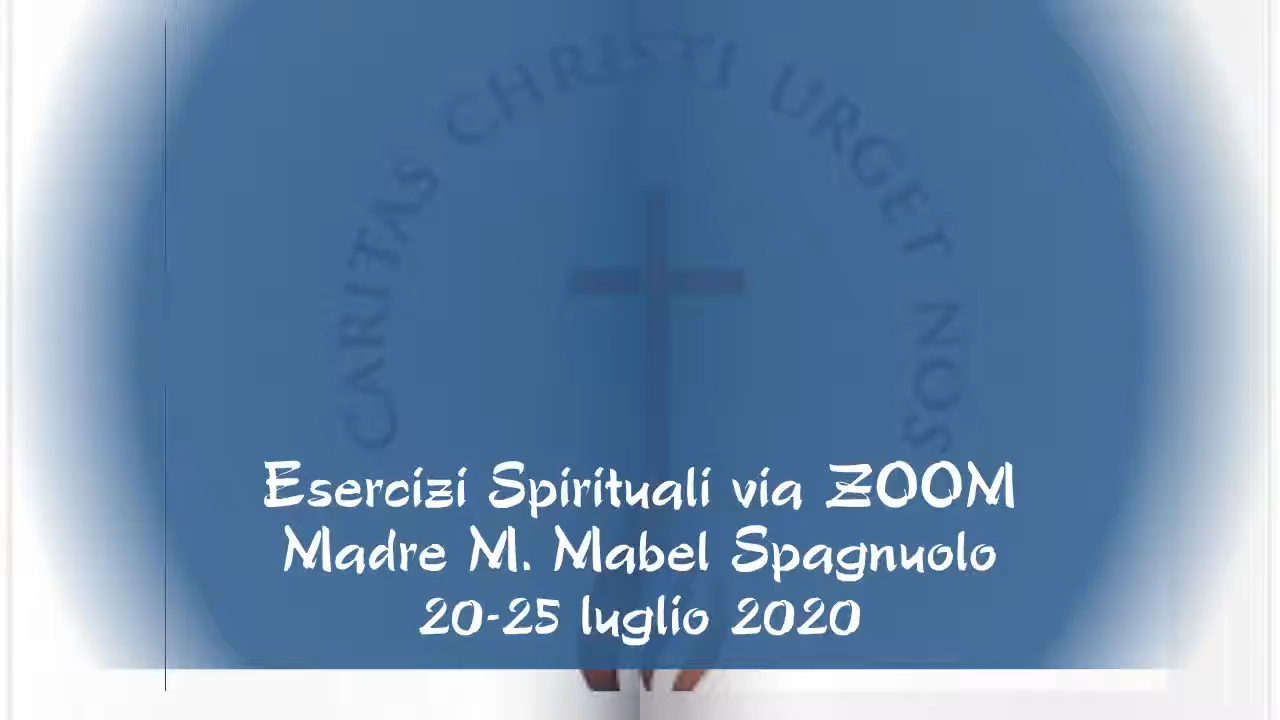 CARITAS CHRISTI URGET NOS
Esercizi Spirituali via ZOOM
Madre M. Mabel Spagnuolo
20-25 luglio 2020